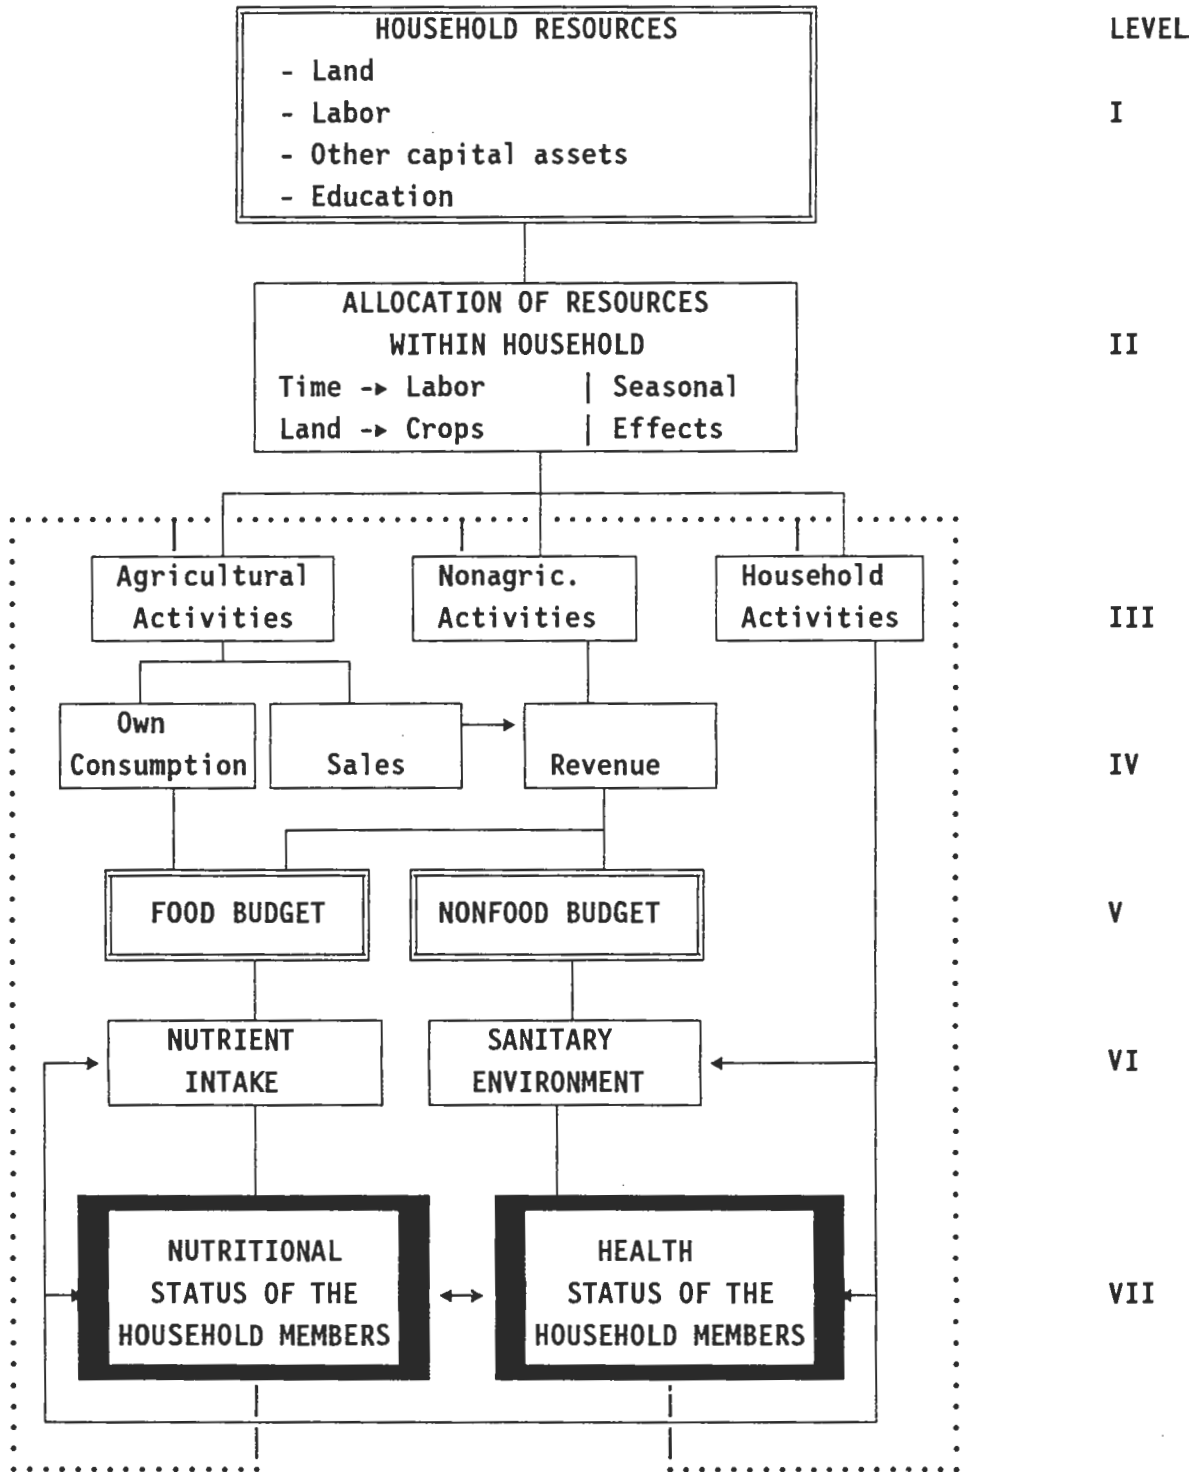 HOUSEHOLD RESOURCES
LEVEL
- Land
- Labor
I
- Other capital assets
- Education
ALLOCATION OF RESOURCES
WITHIN HOUSEHOLD
II
Time -> Labor | Seasonal
Land -> Crops | Effects
Agricultural
Activities
Nonagric.
Activities
Household
Activities
III
Own
Consumption
Sales
Revenue
IV
FOOD BUDGET
NONFOOD BUDGET
V
NUTRIENT
INTAKE
SANITARY
ENVIRONMENT
VI
NUTRITIONAL
STATUS OF THE
HOUSEHOLD MEMBERS
HEALTH
STATUS OF THE
HOUSEHOLD MEMBERS
VII